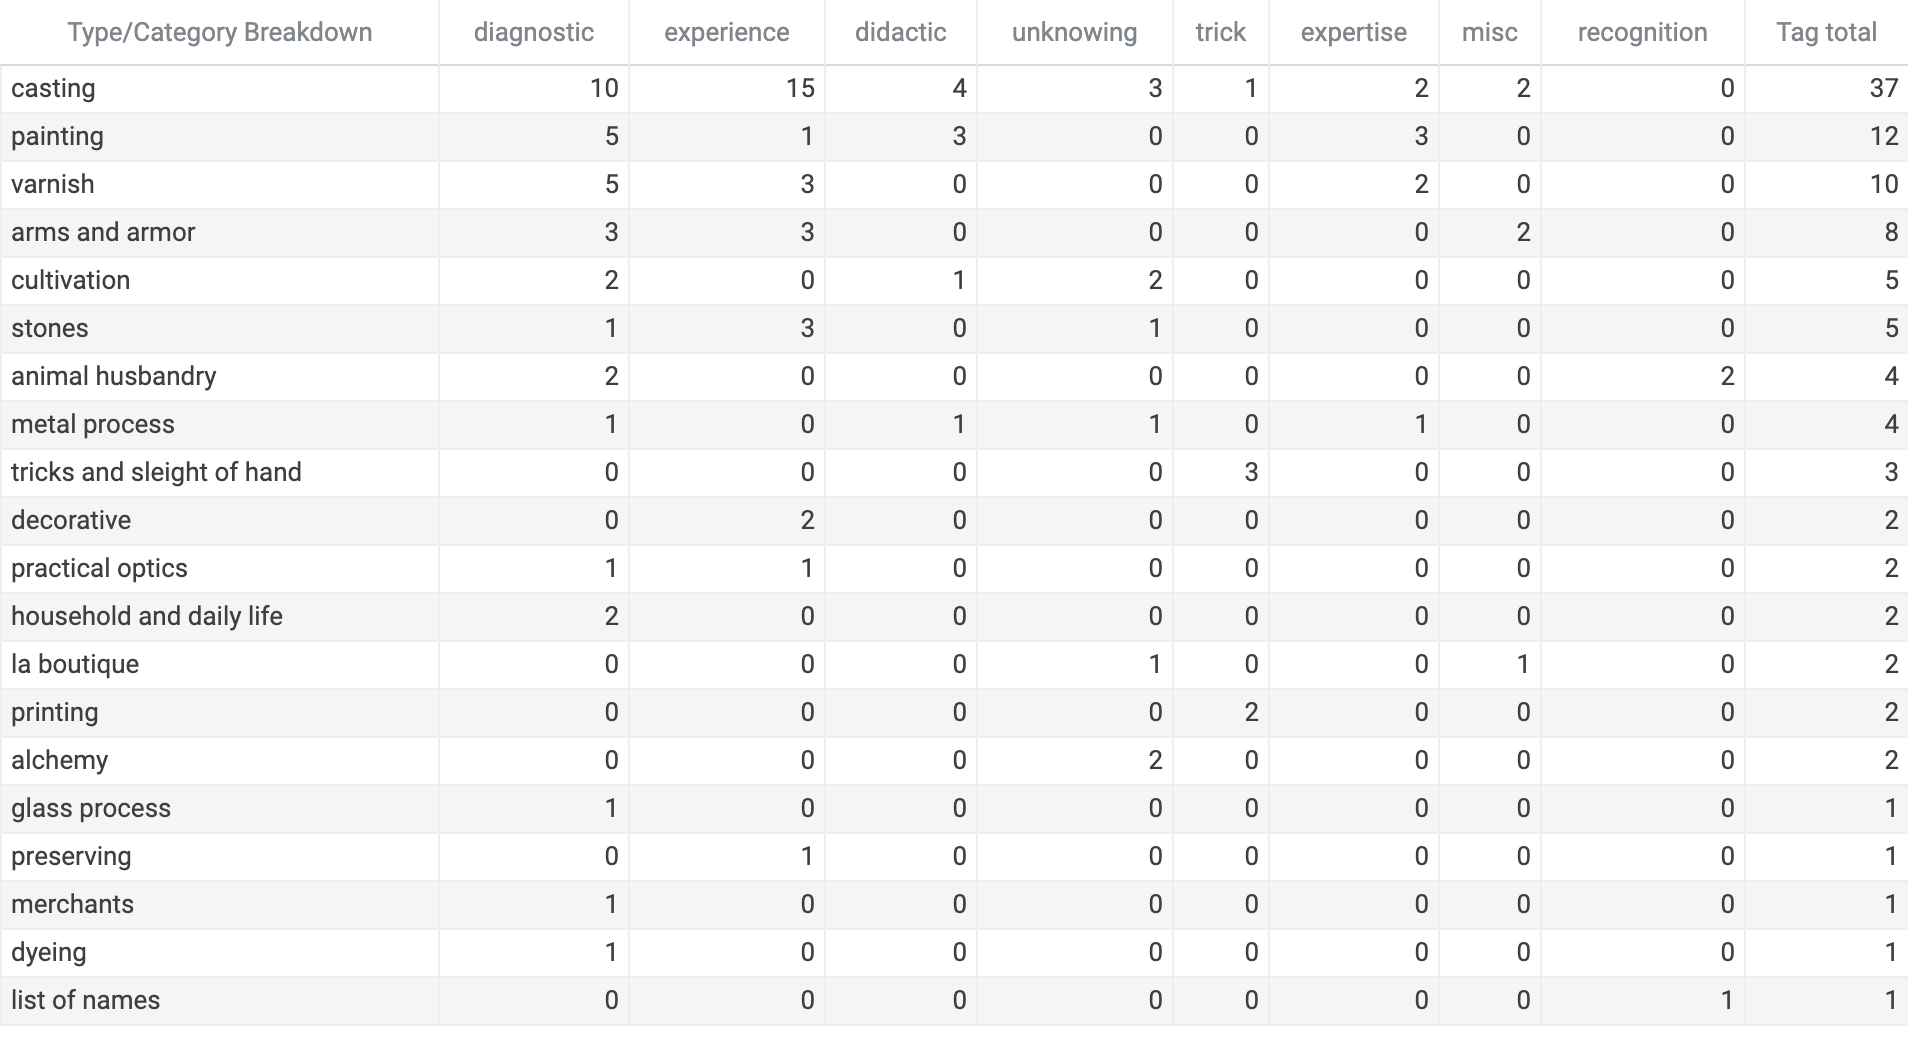 Type/Category Breakdown diagnostic experience didactic unknowing trick expertise misc recognition Tag total
casting 10 15 4 3 1 2 2 0 37
painting 5 1 3 0 0 3 0 0 12
varnish 5 3 0 0 0 2 0 0 10
arms and armor 3 3 0 0 0 0 2 0 8
cultivation 2 0 1 2 0 0 0 0 5
stones 1 3 0 1 0 0 0 0 5
animal husbandry 2 0 0 0 0 0 0 2 4
metal process 1 0 1 1 0 1 0 0 4
tricks and sleight of hand 0 0 0 0 3 0 0 0 3
decorative 0 2 0 0 0 0 0 0 2
practical optics 1 1 0 0 0 0 0 0 2
household and daily life 2 0 0 0 0 0 0 0 2
la boutique 0 0 0 1 0 0 1 0 2
printing 0 0 0 0 2 0 0 0 2
alchemy 0 0 0 2 0 0 0 0 2
glass process 1 0 0 0 0 0 0 0 1
preserving 0 1 0 0 0 0 0 0 1
merchants 1 0 0 0 0 0 0 0 1
dyeing 1 0 0 0 0 0 0 0 1
list of names 0 0 0 0 0 0 0 1 1